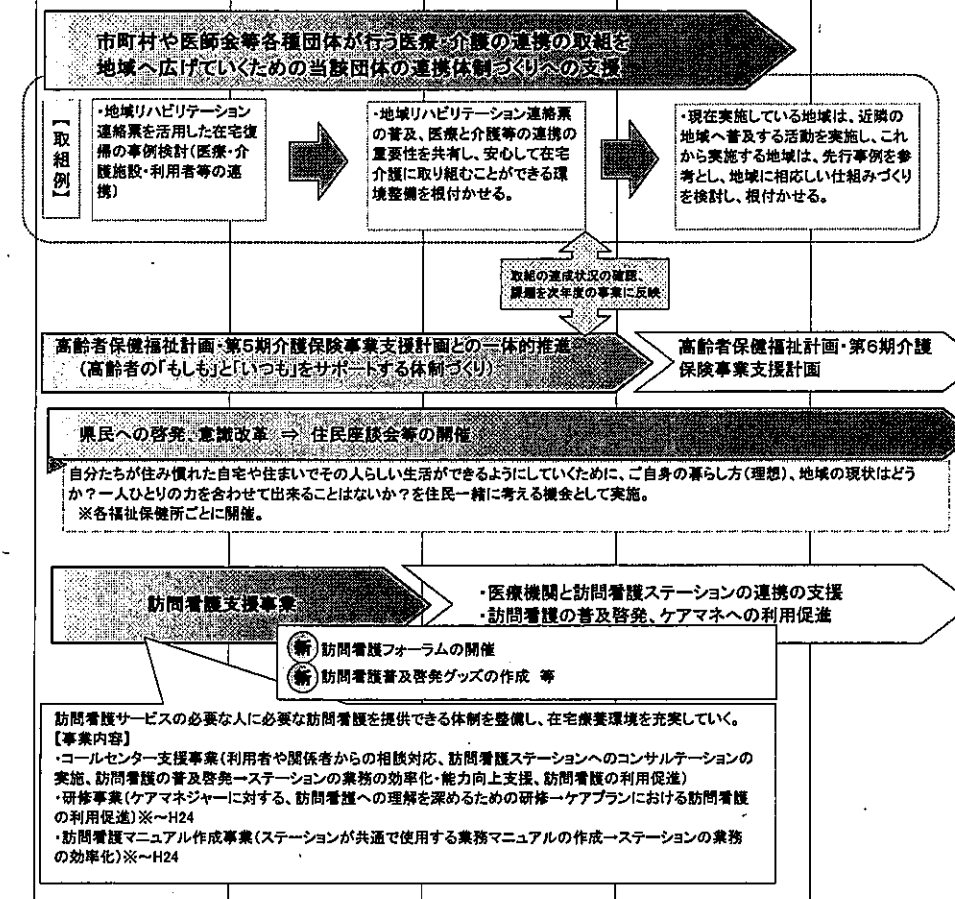 市町村や医師会等各種団体が行う医療・介護の連携の取組を
地域へ広げていくための当該団体の連携体制づくりへの支援
【取組例】
・地域リハビリテーション
連絡票を活用した在宅復
帰の事例検討(医療・介
護施設・利用者等の連
携)
・地域リハビリテーション連絡票
の普及、医療と介護等の連携の
重要性を共有し、安心して在宅
介護に取り組むことができる環
境整備を根付かせる。
・現在実施している地域は、近隣の
地域へ普及する活動を実施し、これ
から実施する地域は、先行事例を参
考とし、地域に相応しい仕組みづくり
を検討し、根付かせる。
取組の達成状況の確認、
課題を次年度の事業に反映
高齢者保健福祉計画・第5期介護保険事業支援計画との一体的推進
(高齢者の「もしも」と「いつも」をサポートする体制づくり)
高齢者保健福祉計画・第6期介護
保険事業支援計画
県民への啓発、意識改革 ⇒ 住民座談会等の開催
自分たちが住み慣れた自宅や住まいでその人らしい生活ができるようにしていくために、ご自身の暮らし方(理想)、地域の現状はどう
か?一人ひとりの力を合わせて出来ることはないか?を住民一緒に考える機会として実施。
※各福祉保健所ごとに開催。
訪問看護支援事業
・医療機関と訪問看護ステーションの連携の支援
・訪問看護の普及啓発、ケアマネへの利用促進
新 訪問看護フォーラムの開催
新 訪問看護普及啓発グッズの作成 等
訪問看護サービスの必要な人に必要な訪問看護を提供できる体制を整備し、在宅療養環境を充実していく。
【事業内容】
・コールセンター支援事業(利用者や関係者からの相談対応、訪問看護ステーションへのコンサルテーションの
実施、訪問看護の普及啓発→ステーションの業務の効率化・能力向上支援、訪問看護の利用促進)
・研修事業(ケアマネジャーに対する、訪問看護への理解を深めるための研修→ケアプランにおける訪問看護
の利用促進)※~H24
・訪問看護マニュアル作成事業(ステーションが共通で使用する業務マニュアルの作成→ステーションの業務
の効率化)※~H24